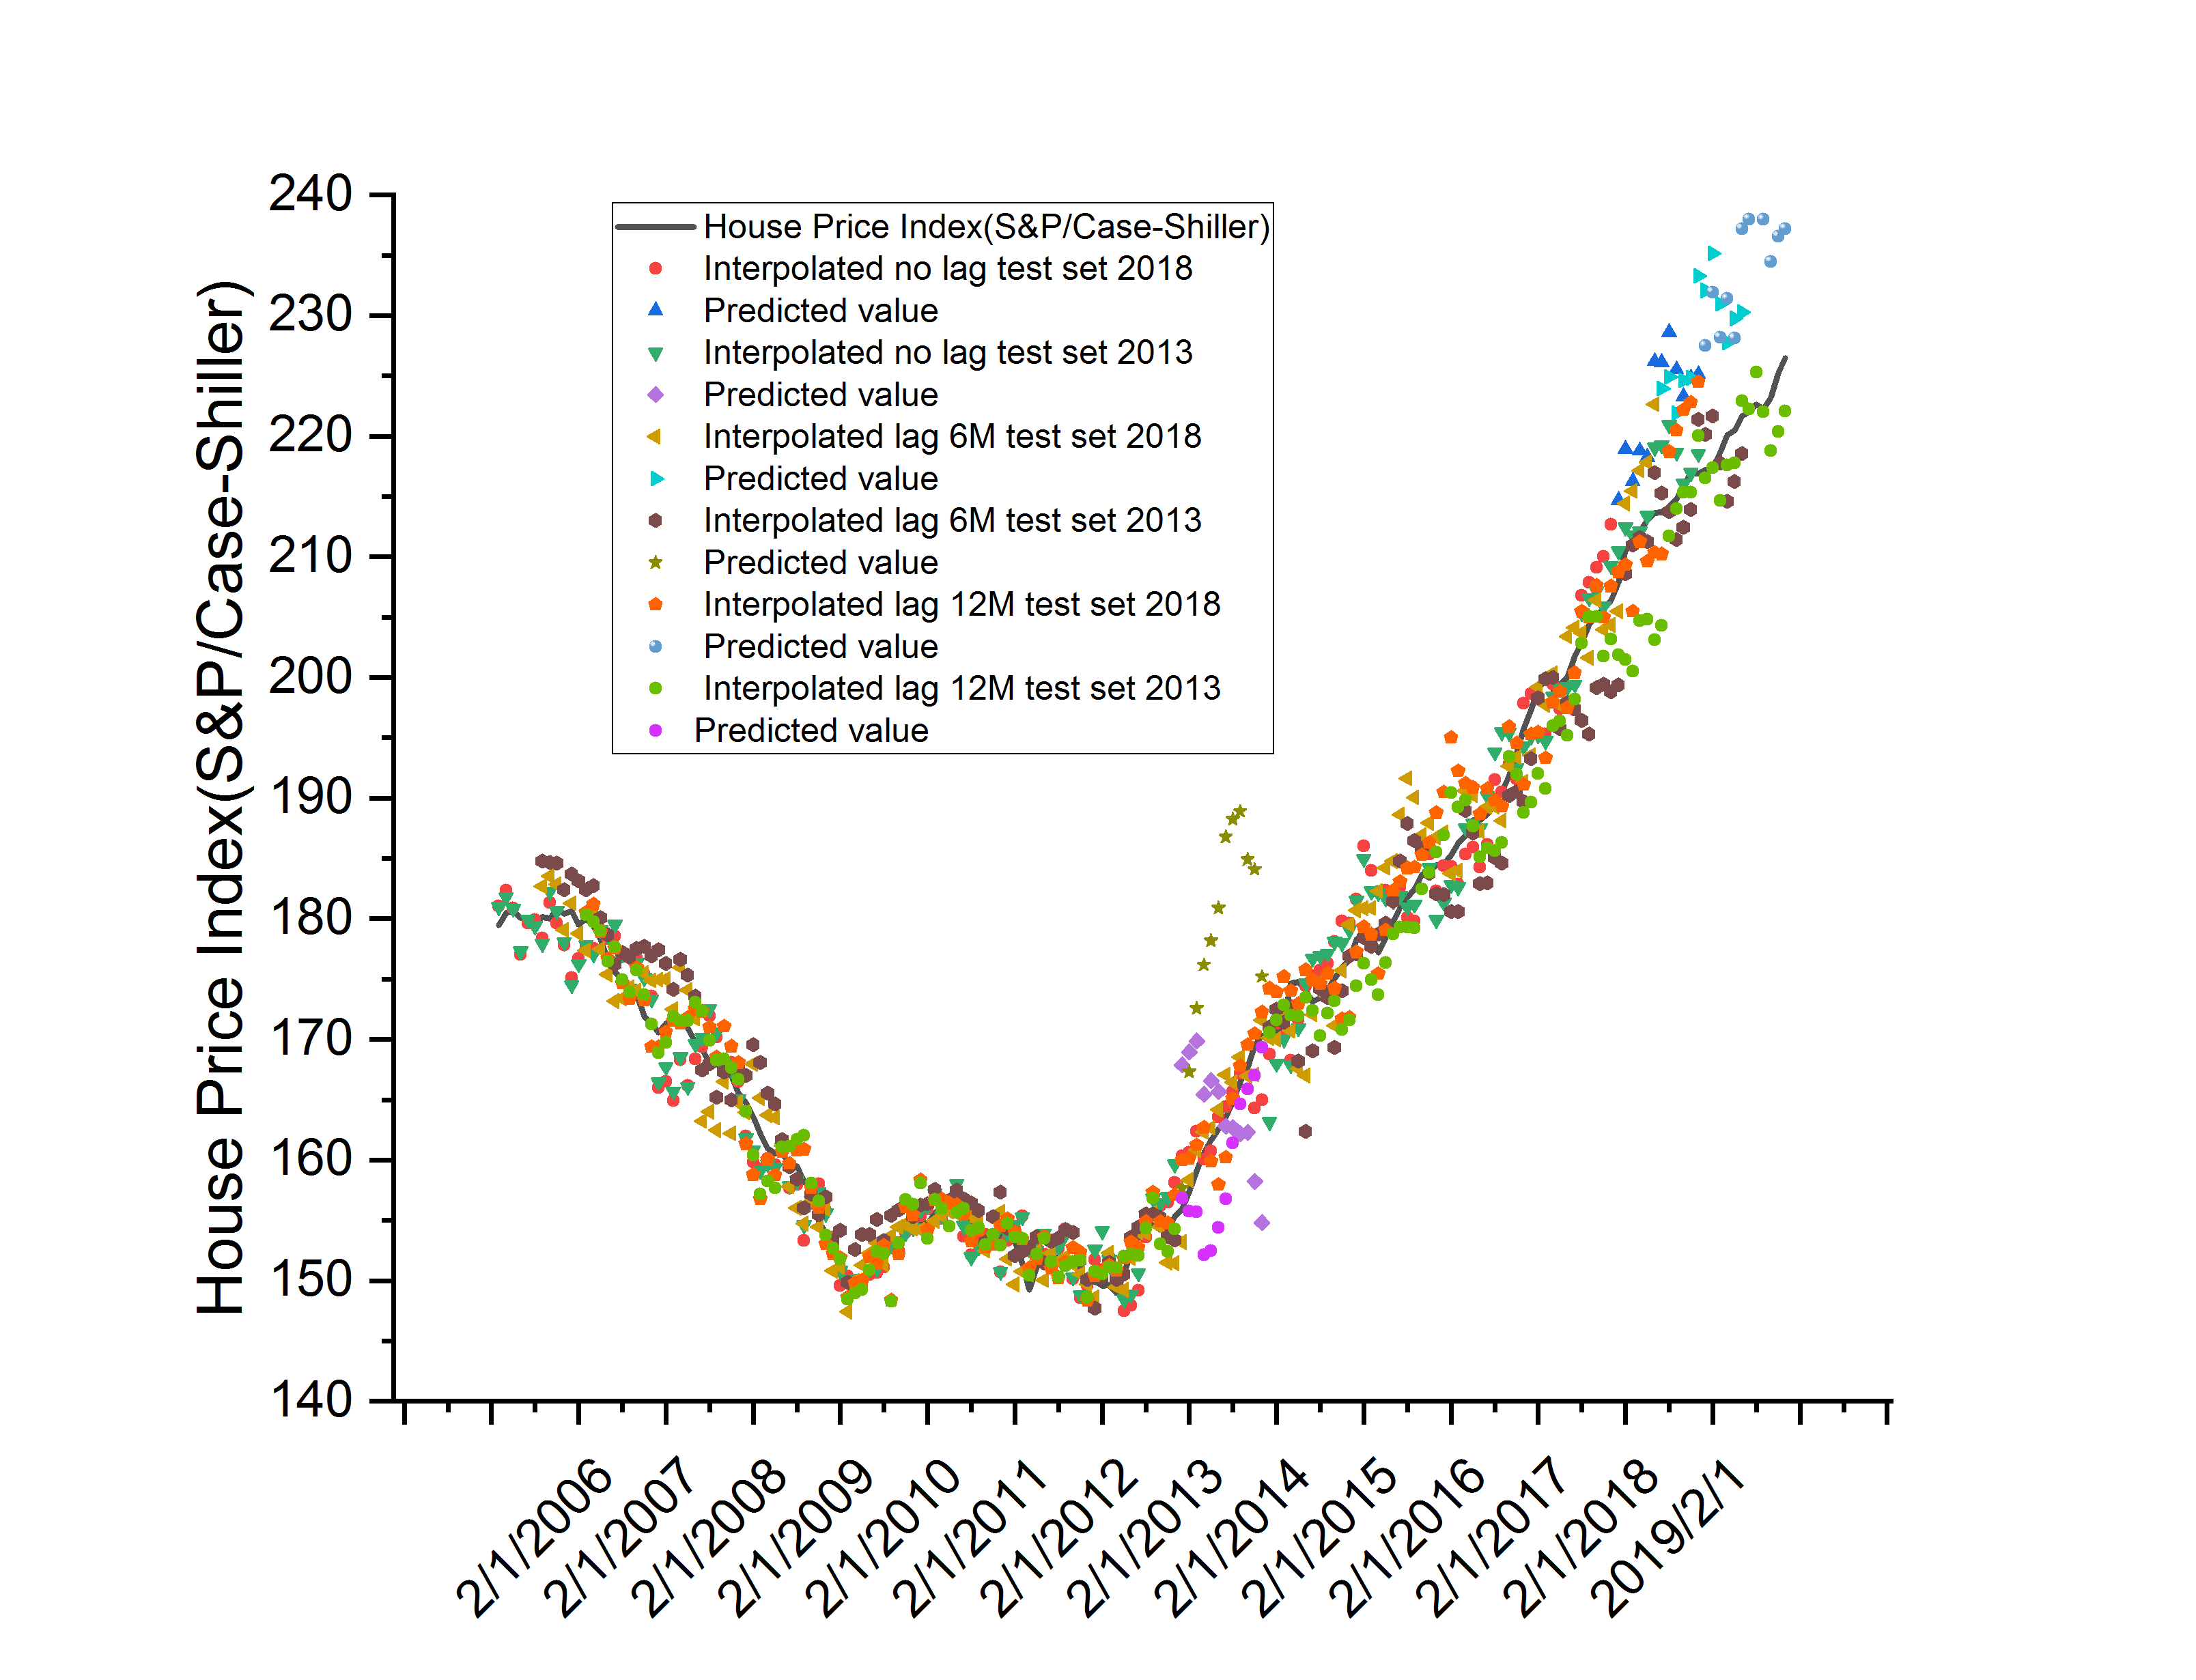 House Price Index(S&P/Case-Shiller)
240
230
220
210
200
190
180
170
160
150
140
House Price Index(S&P/Case-Shiller)
Interpolated no lag test set 2018
Predicted value
Interpolated no lag test set 2013
Predicted value
Interpolated lag 6M test set 2018
Predicted value
Interpolated lag 6M test set 2013
Predicted value
Interpolated lag 12M test set 2018
Predicted value
Interpolated lag 12M test set 2013
Predicted value
2/1/2006
2/1/2007
2/1/2008
2/1/2009
2/1/2010
2/1/2011
2/1/2012
2/1/2013
2/1/2014
2/1/2015
2/1/2016
2/1/2017
2/1/2018
2019/2/1